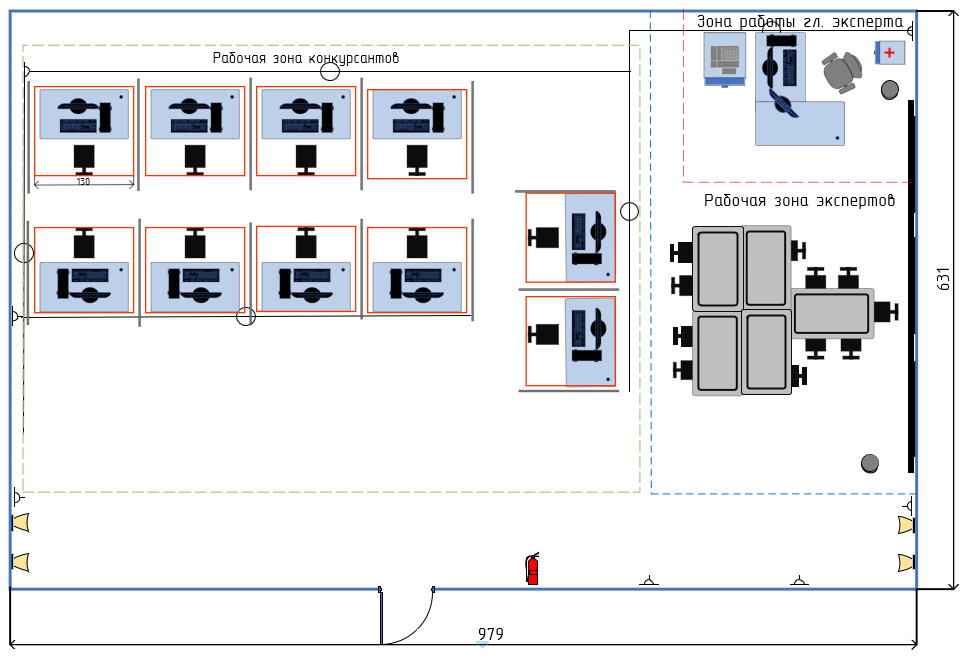 Зона работы гл. эксперта
Рабочая зона конкурсантов
130
Рабочая зона экспертов
631
979